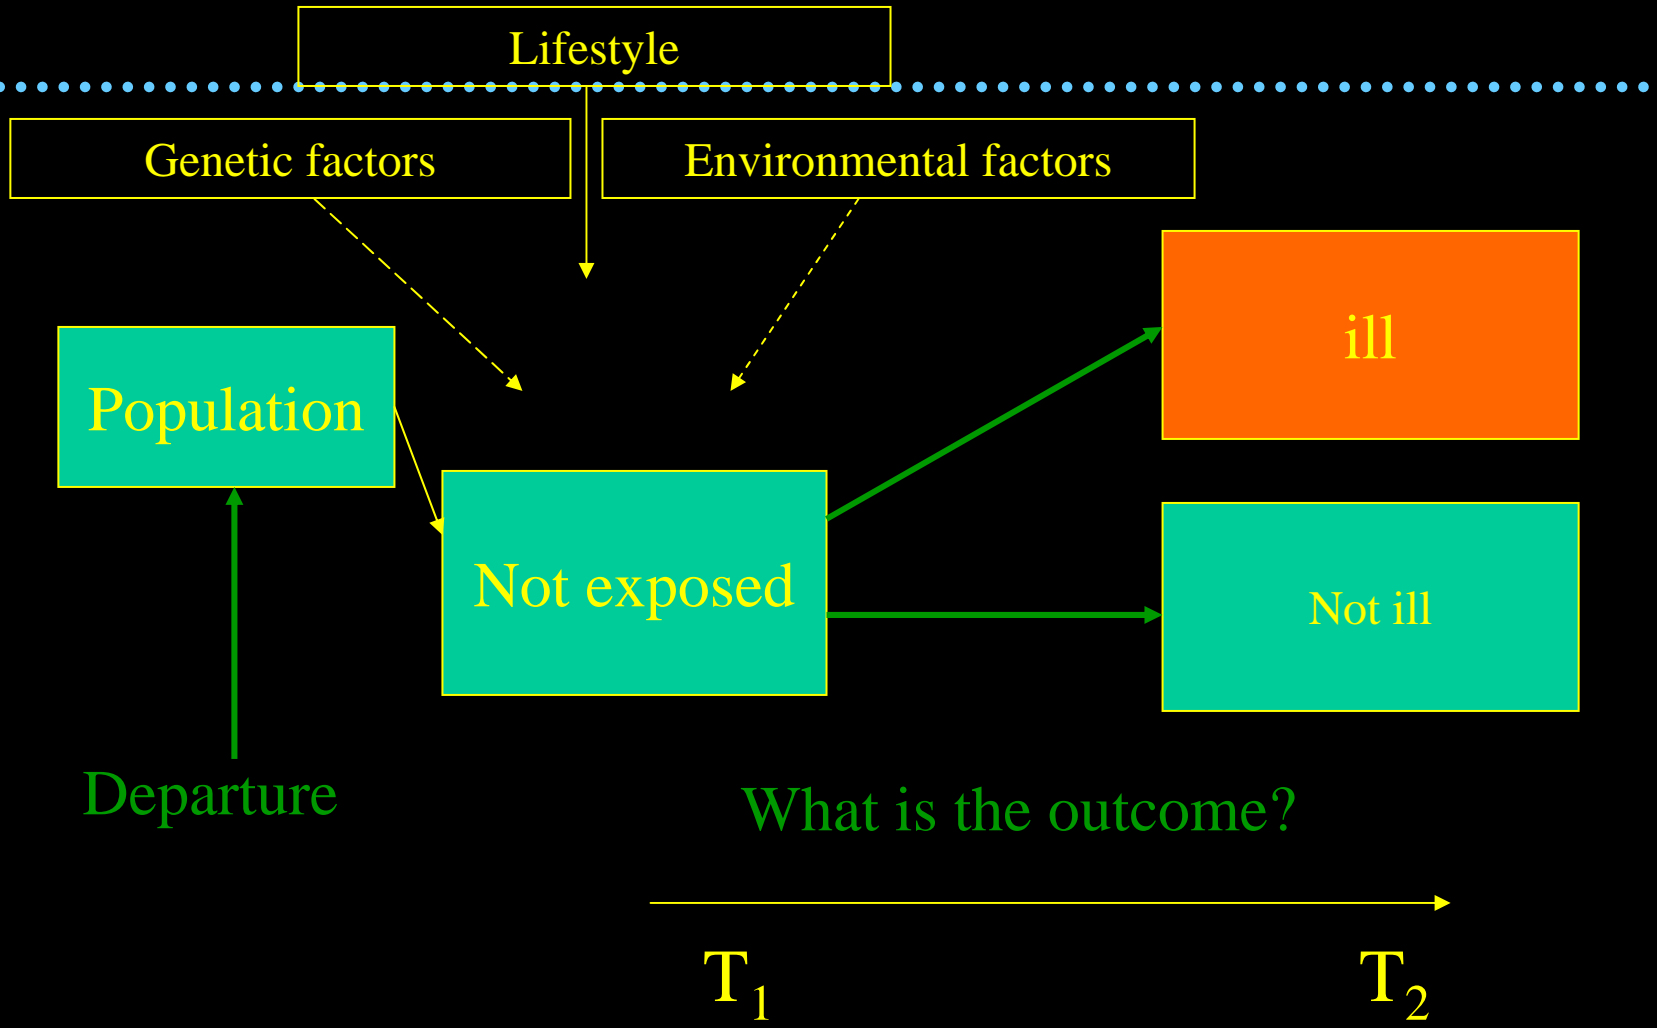 Lifestyle
Genetic factors
Environmental factors
ill
Population
Not exposed
Not ill
Departure
What is the outcome?
T₁
T₂